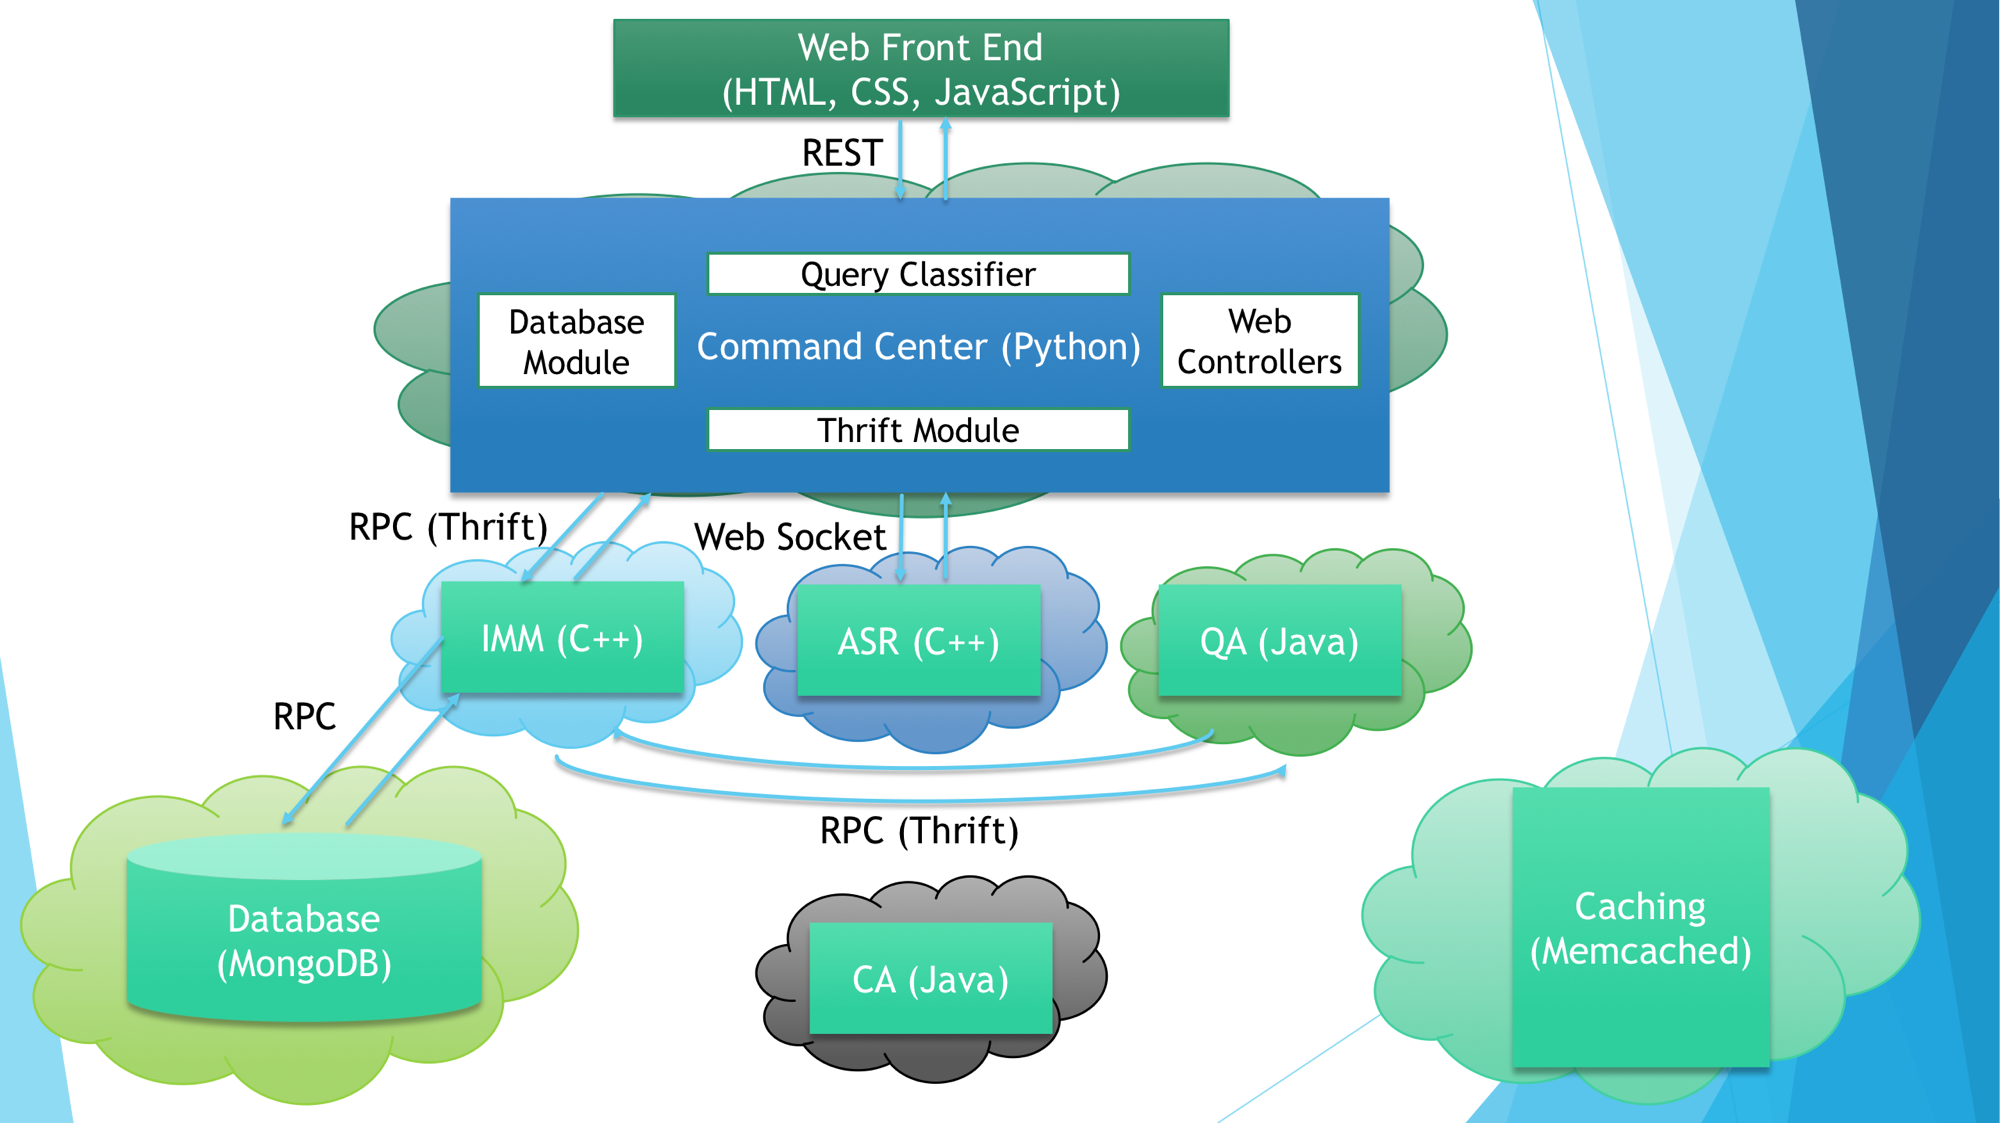 Web Front End
(HTML, CSS, JavaScript)
REST
Query Classifier
Database
Module
Command Center (Python)
Web
Controllers
Thrift Module
RPC (Thrift)
Web Socket
IMM (C++)
ASR (C++)
QA (Java)
RPC
RPC (Thrift)
Database
(MongoDB)
CA (Java)
Caching
(Memcached)